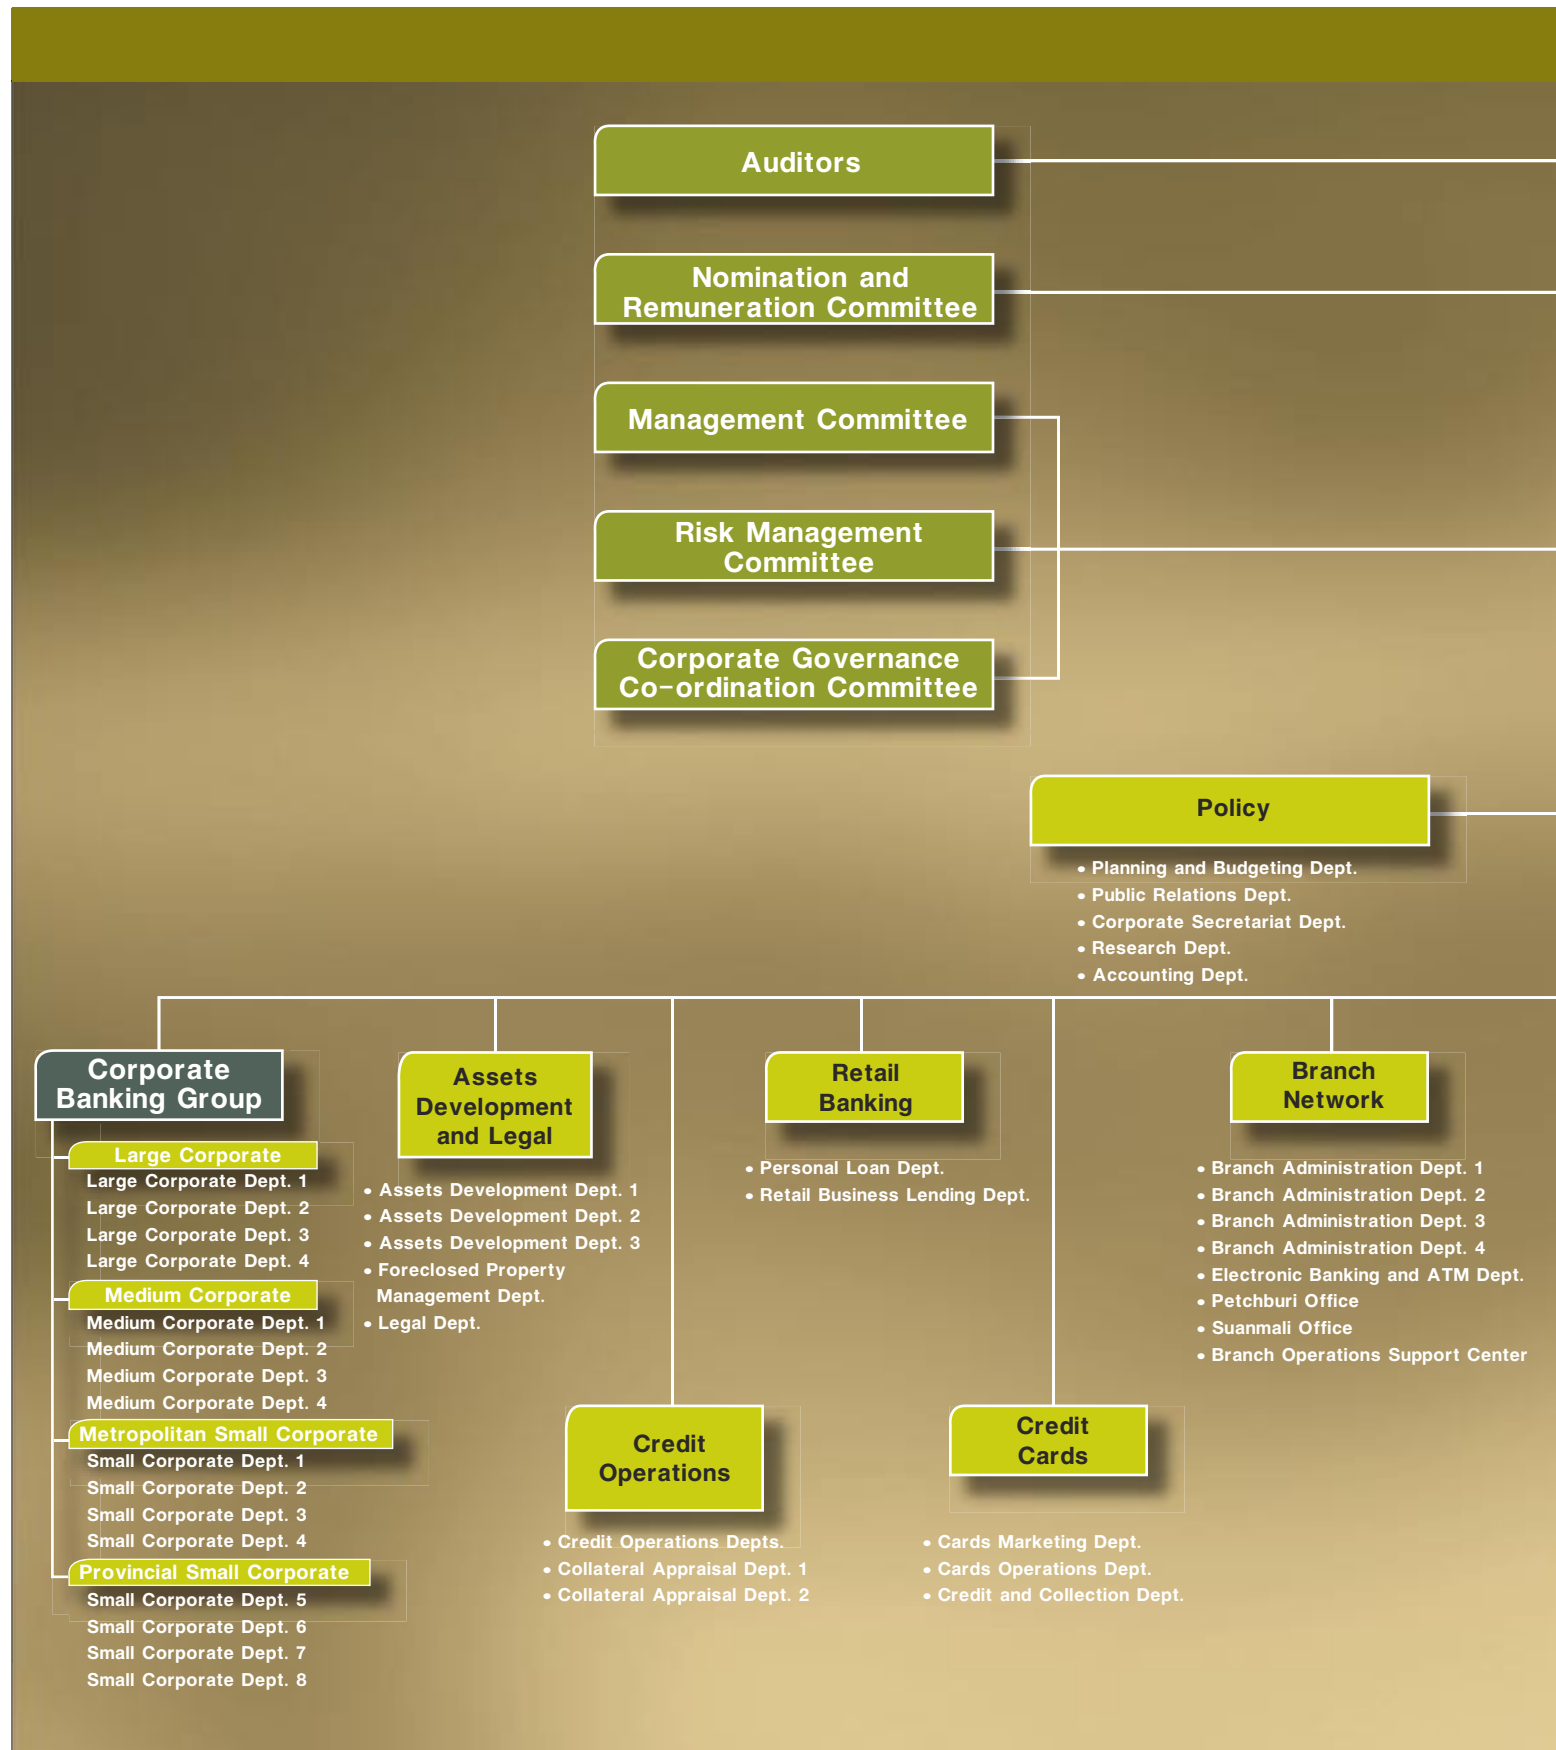 Auditors
Nomination and
Remuneration Committee
Management Committee
Risk Management
Committee
Corporate Governance
Co-ordination Committee
Policy
• Planning and Budgeting Dept.
• Public Relations Dept.
• Corporate Secretariat Dept.
• Research Dept.
• Accounting Dept.
Corporate
Banking Group
Large Corporate
Large Corporate Dept. 1
Large Corporate Dept. 2
Large Corporate Dept. 3
Large Corporate Dept. 4
Medium Corporate
Medium Corporate Dept. 1
Medium Corporate Dept. 2
Medium Corporate Dept. 3
Medium Corporate Dept. 4
Metropolitan Small Corporate
Small Corporate Dept. 1
Small Corporate Dept. 2
Small Corporate Dept. 3
Small Corporate Dept. 4
Provincial Small Corporate
Small Corporate Dept. 5
Small Corporate Dept. 6
Small Corporate Dept. 7
Small Corporate Dept. 8
Assets
Development
and Legal
• Assets Development Dept. 1
• Assets Development Dept. 2
• Assets Development Dept. 3
• Foreclosed Property
Management Dept.
• Legal Dept.
Credit
Operations
• Credit Operations Depts.
• Collateral Appraisal Dept. 1
• Collateral Appraisal Dept. 2
Retail
Banking
• Personal Loan Dept.
• Retail Business Lending Dept.
Credit
Cards
• Cards Marketing Dept.
• Cards Operations Dept.
• Credit and Collection Dept.
Branch
Network
• Branch Administration Dept. 1
• Branch Administration Dept. 2
• Branch Administration Dept. 3
• Branch Administration Dept. 4
• Electronic Banking and ATM Dept.
• Petchburi Office
• Suanmali Office
• Branch Operations Support Center